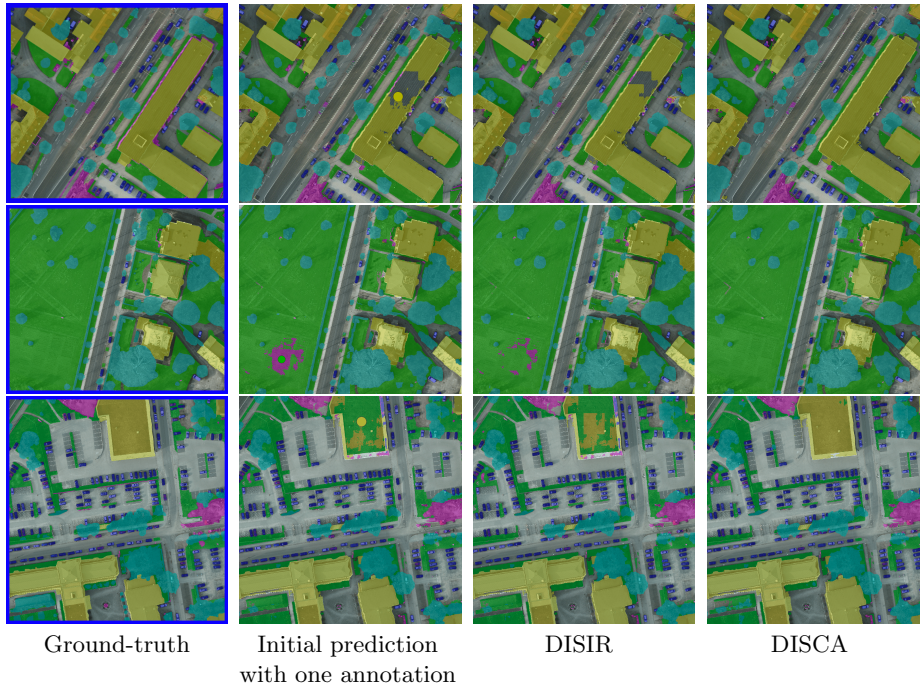 Ground-truth
Initial prediction
with one annotation
DISIR
DISCA